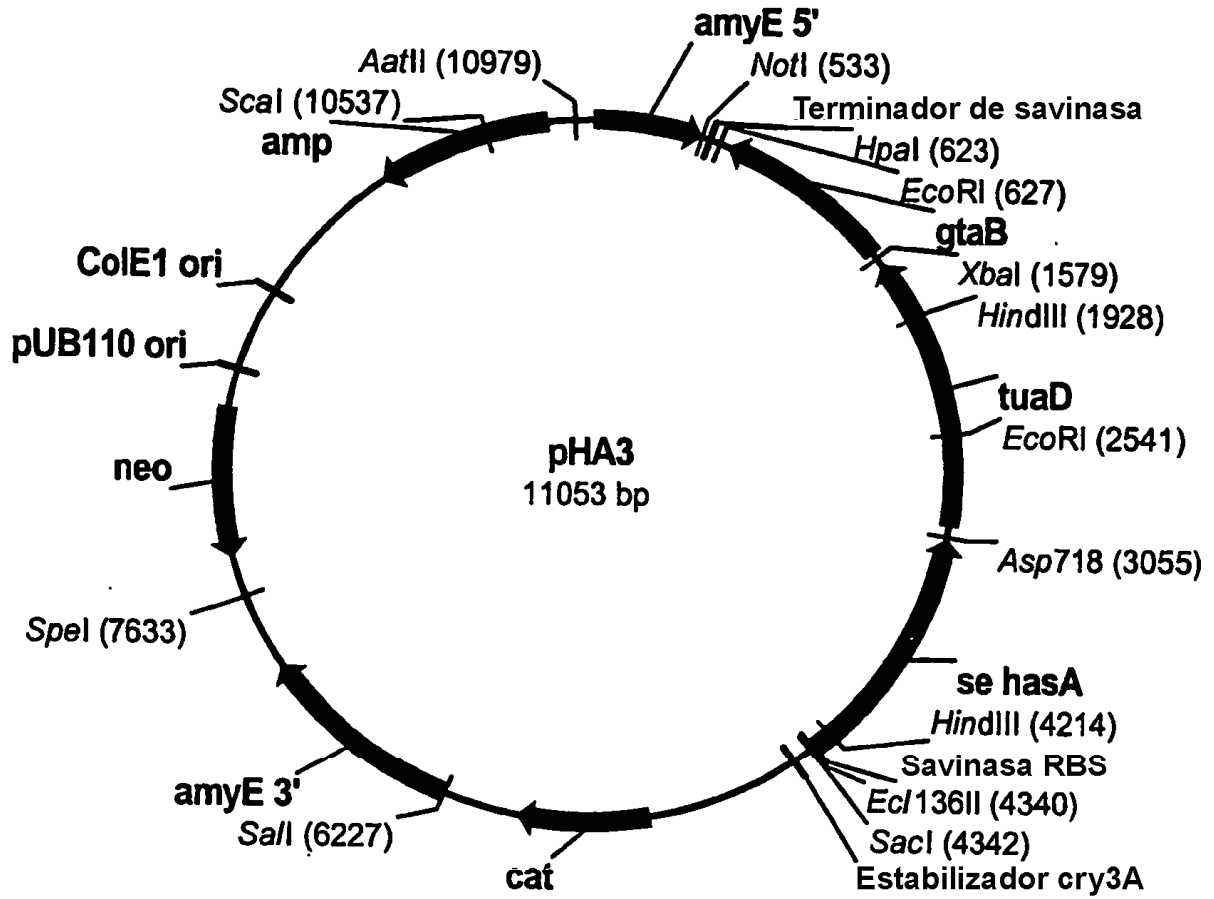 amyE 5'
NotI (533)
Terminador de savinasa
HpaI (623)
EcoRI (627)
gtaB
XbaI (1579)
HindIII (1928)
tuaD
EcoRI (2541)
Asp718 (3055)
se hasA
HindIII (4214)
Savinasa RBS
Ecl136II (4340)
SacI (4342)
Estabilizador cry3A
cat
SalI (6227)
amyE 3'
SpeI (7633)
neo
pUB110 ori
ColE1 ori
amp
ScaI (10537)
AatII (10979)
pHA3
11053 bp